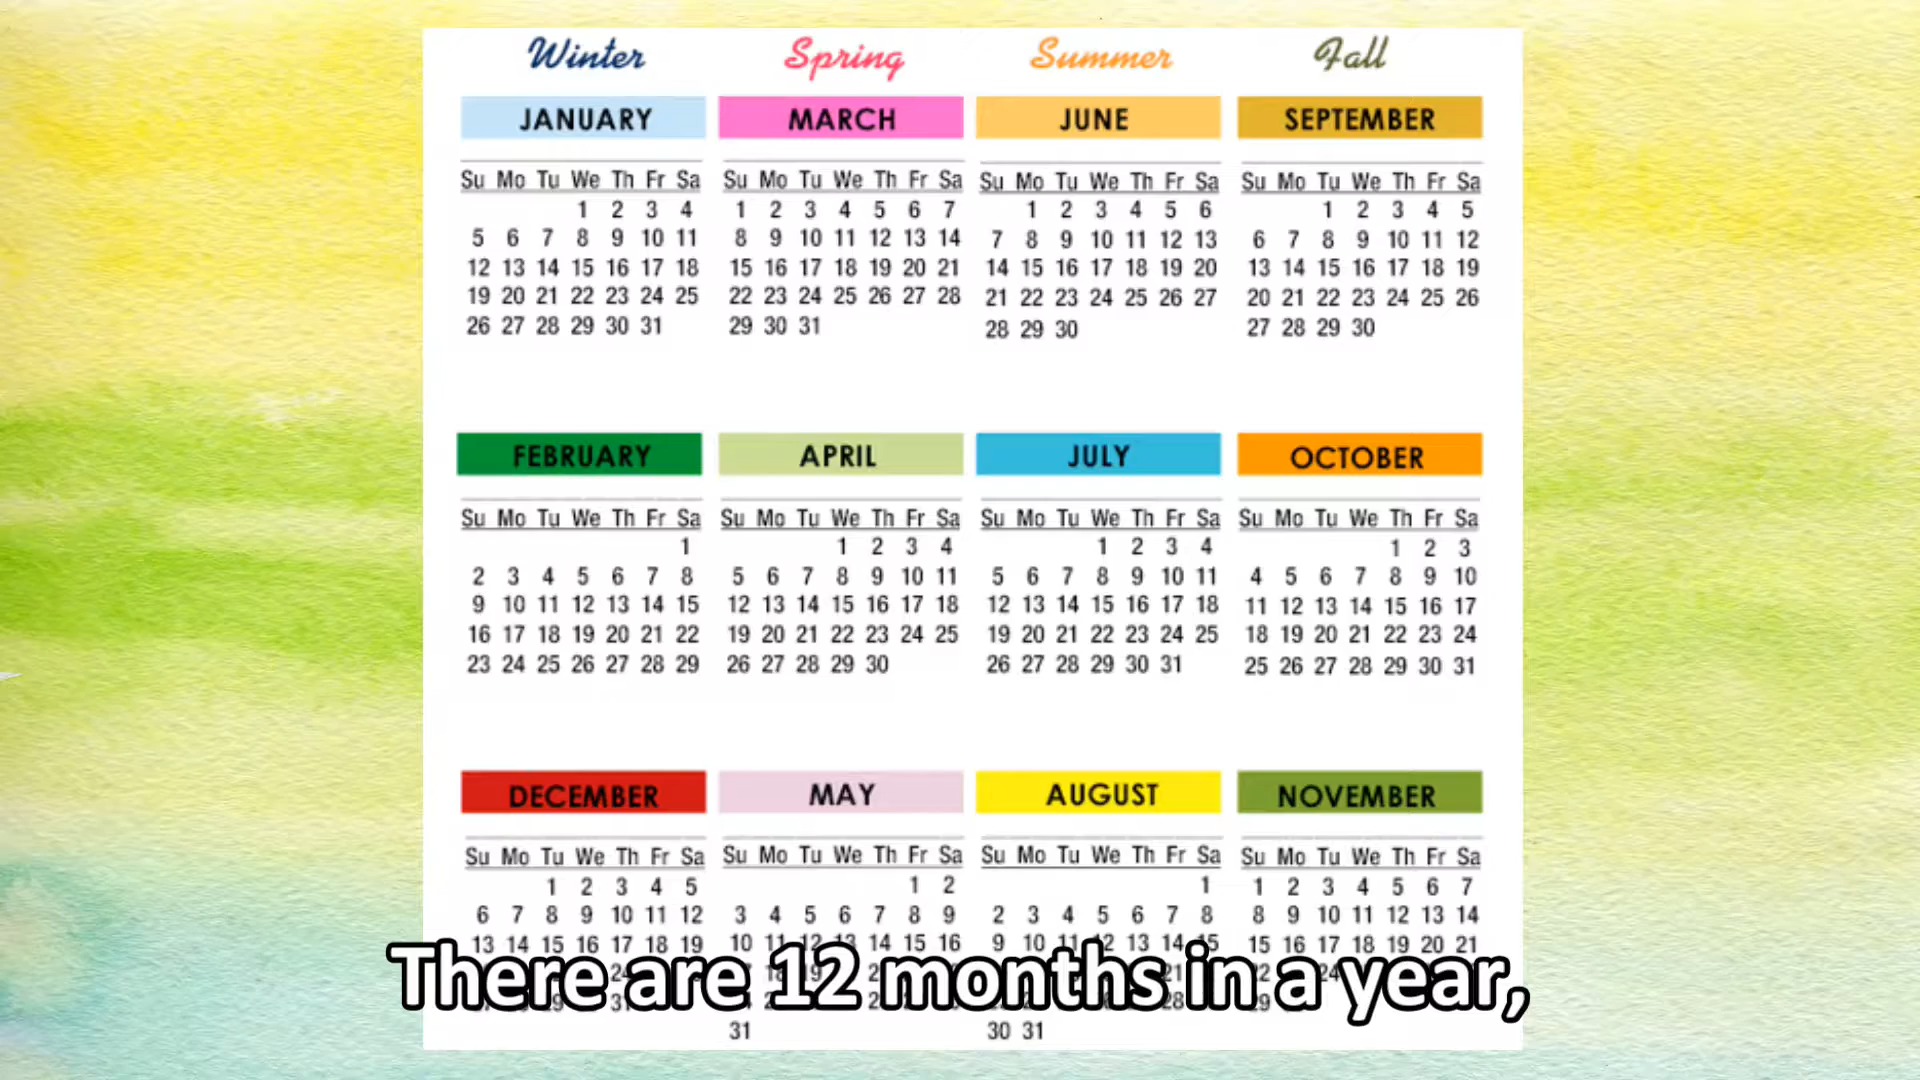 Winter Spring Summer Fall
JANUARY MARCH JUNE SEPTEMBER
Su Mo Tu We Th Fr Sa Su Mo Tu We Th Fr Sa Su Mo Tu We Th Fr Sa Su Mo Tu We Th Fr Sa
1 2 3 4 1 2 3 4 5 6 7 1 2 3 4 5 6 1 2 3 4 5
5 6 7 8 9 10 11 8 9 10 11 12 13 14 7 8 9 10 11 12 13 6 7 8 9 10 11 12
12 13 14 15 16 17 18 15 16 17 18 19 20 21 14 15 16 17 18 19 20 13 14 15 16 17 18 19
19 20 21 22 23 24 25 22 23 24 25 26 27 28 21 22 23 24 25 26 27 20 21 22 23 24 25 26
26 27 28 29 30 31 29 30 31 28 29 30 27 28 29 30
FEBRUARY APRIL JULY OCTOBER
Su Mo Tu We Th Fr Sa Su Mo Tu We Th Fr Sa Su Mo Tu We Th Fr Sa Su Mo Tu We Th Fr Sa
1 1 2 3 4 1 2 3 4 1 2 3
2 3 4 5 6 7 8 5 6 7 8 9 10 11 5 6 7 8 9 10 11 4 5 6 7 8 9 10
9 10 11 12 13 14 15 12 13 14 15 16 17 18 12 13 14 15 16 17 18 11 12 13 14 15 16 17
16 17 18 19 20 21 22 19 20 21 22 23 24 25 19 20 21 22 23 24 25 18 19 20 21 22 23 24
23 24 25 26 27 28 29 26 27 28 29 30 26 27 28 29 30 31 25 26 27 28 29 30 31
DECEMBER MAY AUGUST NOVEMBER
Su Mo Tu We Th Fr Sa Su Mo Tu We Th Fr Sa Su Mo Tu We Th Fr Sa Su Mo Tu We Th Fr Sa
1 2 3 4 5 1 2 1 1 2 3 4 5 6 7
6 7 8 9 10 11 12 3 4 5 6 7 8 9 2 3 4 5 6 7 8 8 9 10 11 12 13 14
13 14 15 16 17 18 19 10 11 12 13 14 15 16 9 10 11 12 13 14 15 15 16 17 18 19 20 21
There are 12 months in a year,
31 30 31